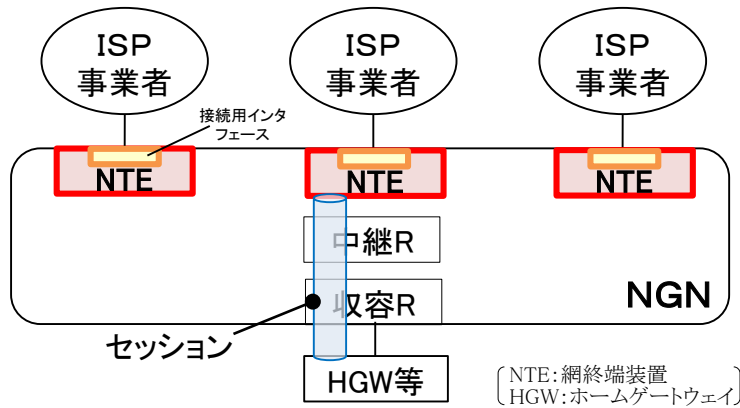 ISP
事業者
ISP
事業者
ISP
事業者
接続用インタ
フェース
NTE
NTE
NTE
中継R
収容R
NGN
セッション
HGW等
NTE:網終端装置
HGW:ホームゲートウェイ